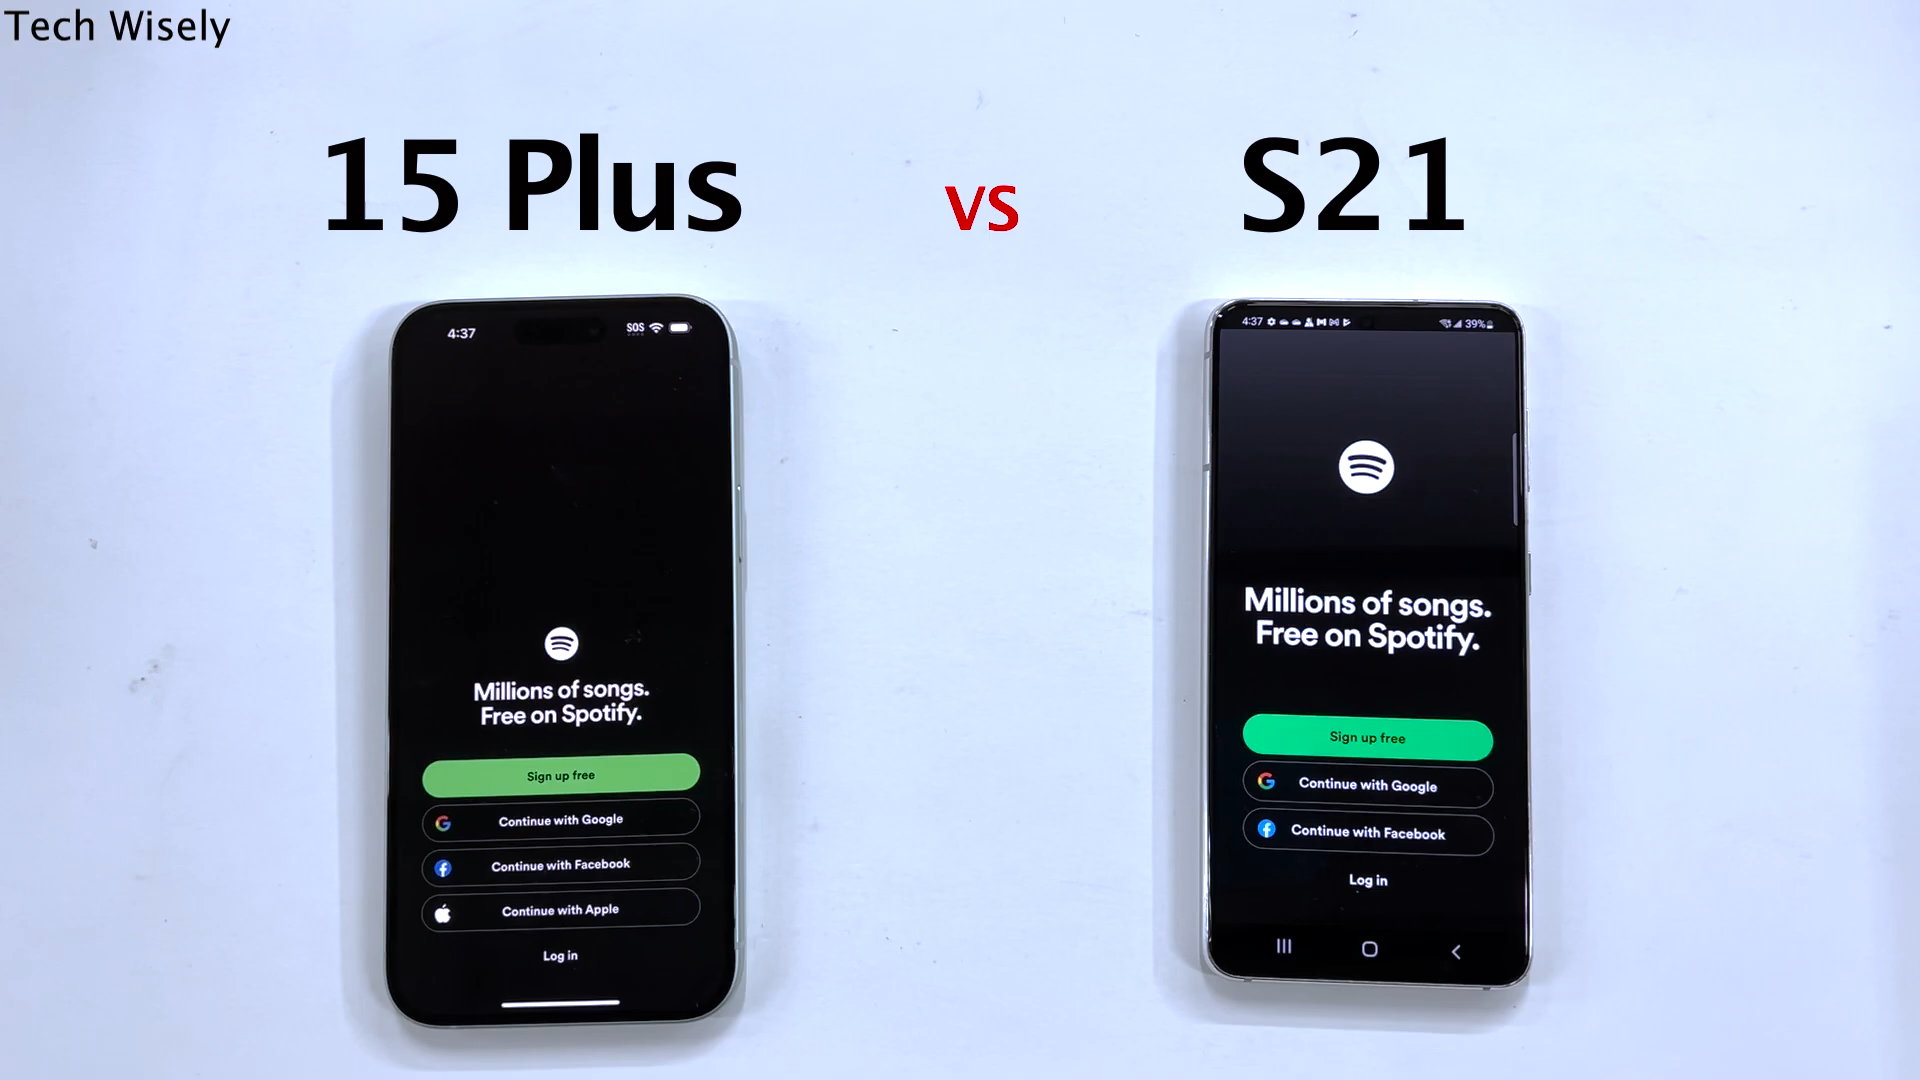 Tech Wisely
15 Plus vs S21
4:37 SOS
Millions of songs.
Free on Spotify.
Sign up free
Continue with Google
Continue with Facebook
Continue with Apple
Log in
4:37 39%
Millions of songs.
Free on Spotify.
Sign up free
Continue with Google
Continue with Facebook
Log in